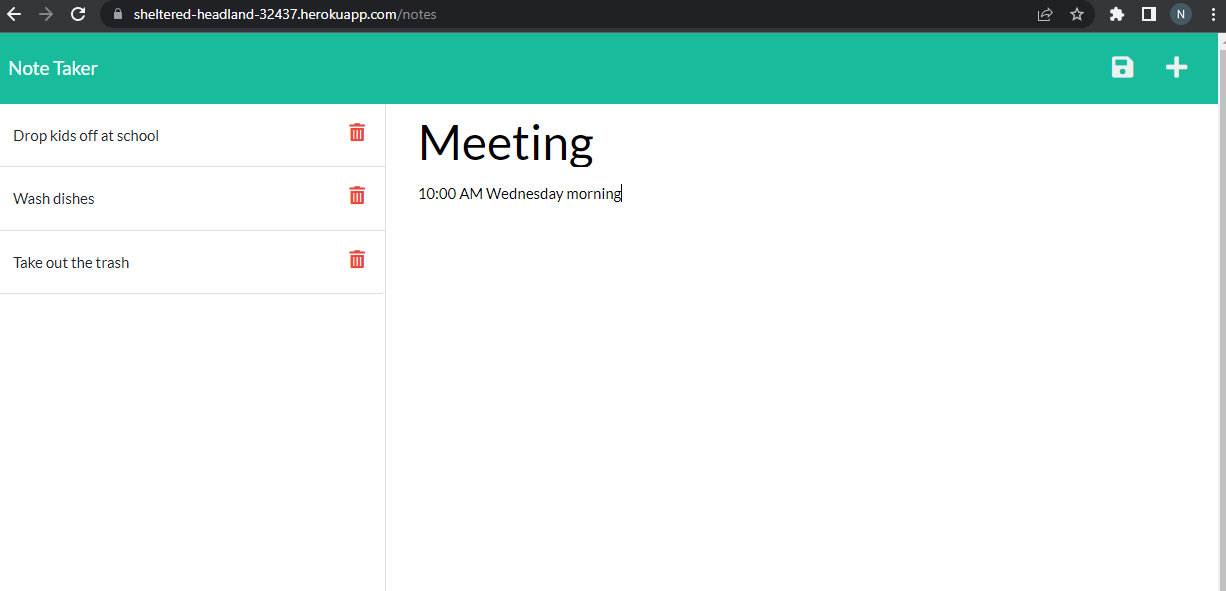 sheltered-headland-32437.herokuapp.com/notes
N
Note Taker
Drop kids off at school
Wash dishes
Take out the trash
Meeting
10:00 AM Wednesday morning